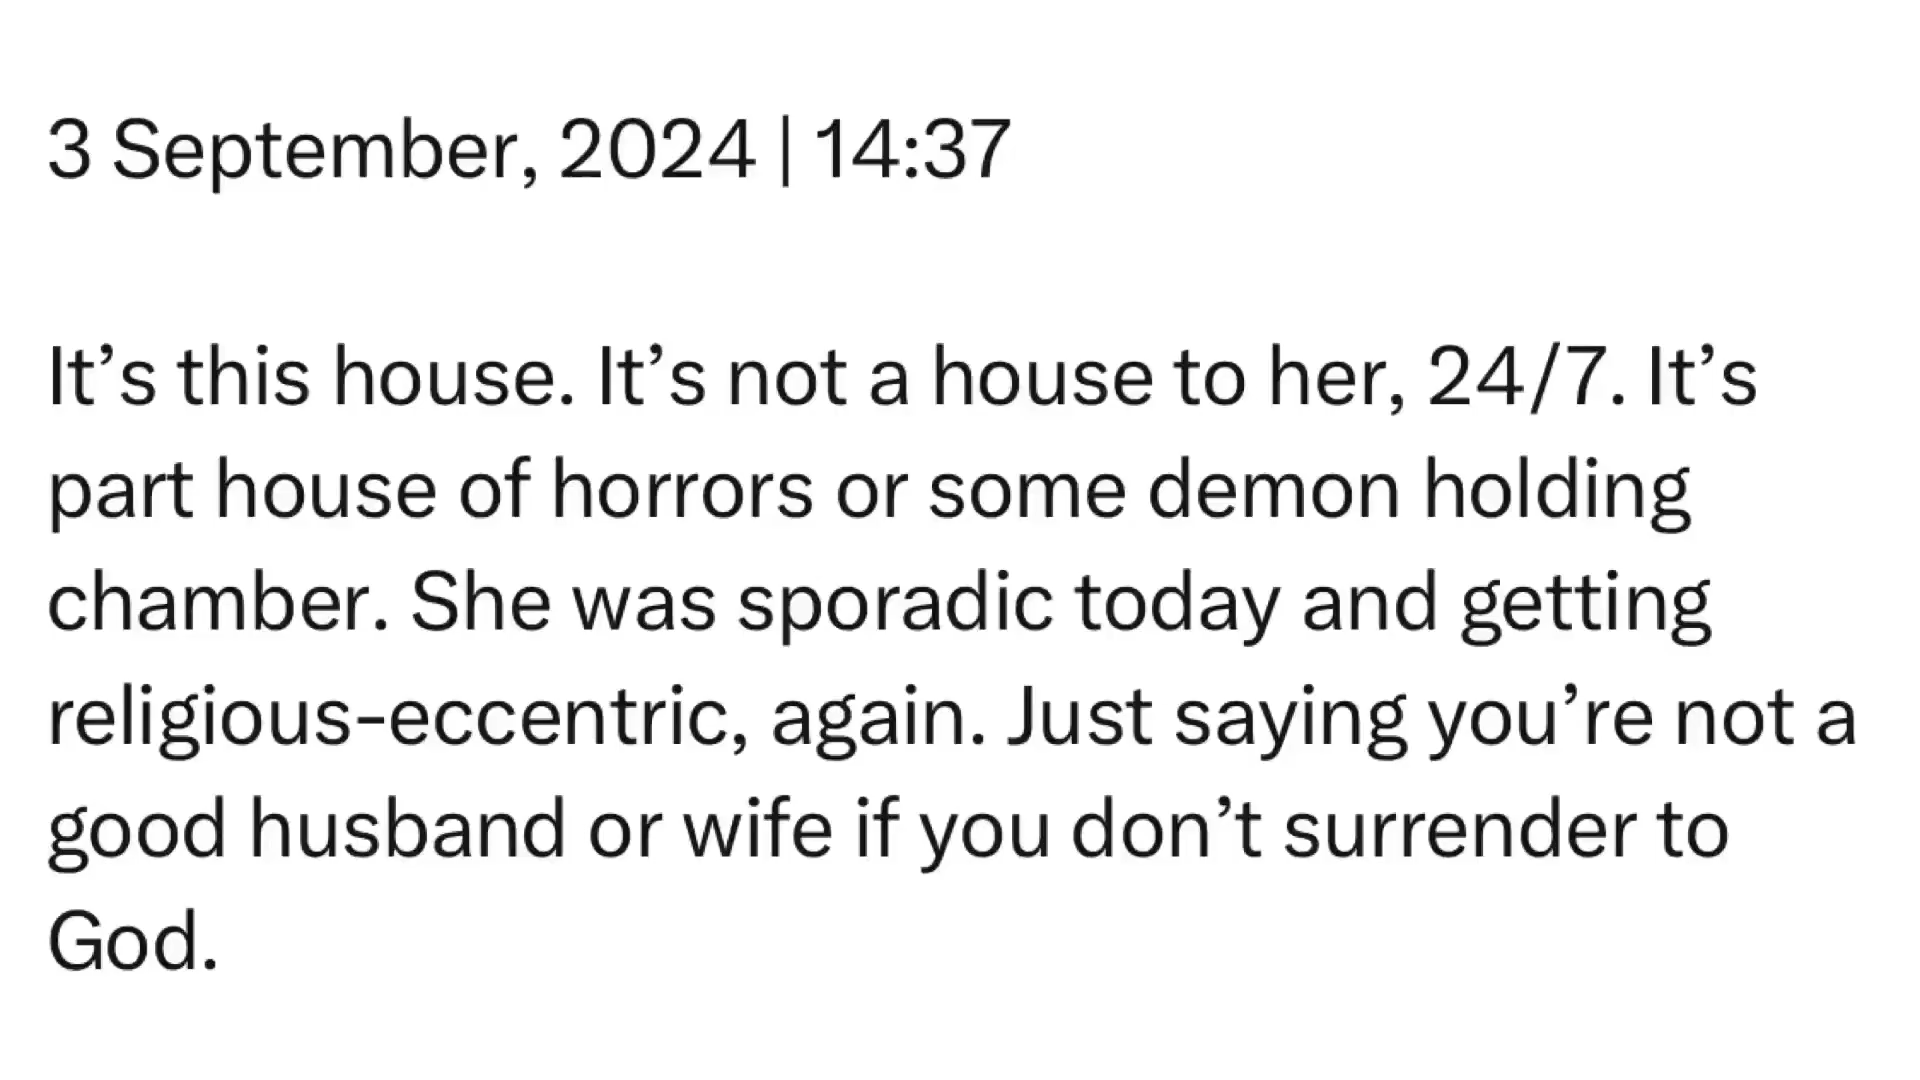 3 September, 2024 | 14:37
It’s this house. It’s not a house to her, 24/7. It’s
part house of horrors or some demon holding
chamber. She was sporadic today and getting
religious-eccentric, again. Just saying you’re not a
good husband or wife if you don’t surrender to
God.